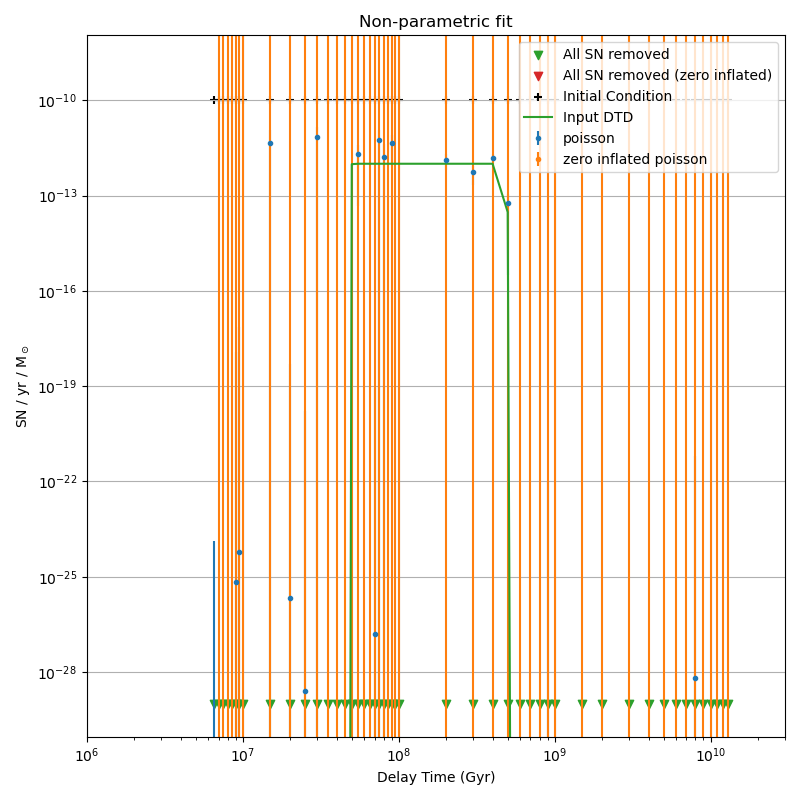 Non-parametric fit
All SN removed
All SN removed (zero inflated)
Initial Condition
Input DTD
poisson
zero inflated poisson
SN / yr / M⊙
10⁻¹⁰
10⁻¹³
10⁻¹⁶
10⁻¹⁹
10⁻²²
10⁻²⁵
10⁻²⁸
10⁶ 10⁷ 10⁸ 10⁹ 10¹⁰
Delay Time (Gyr)